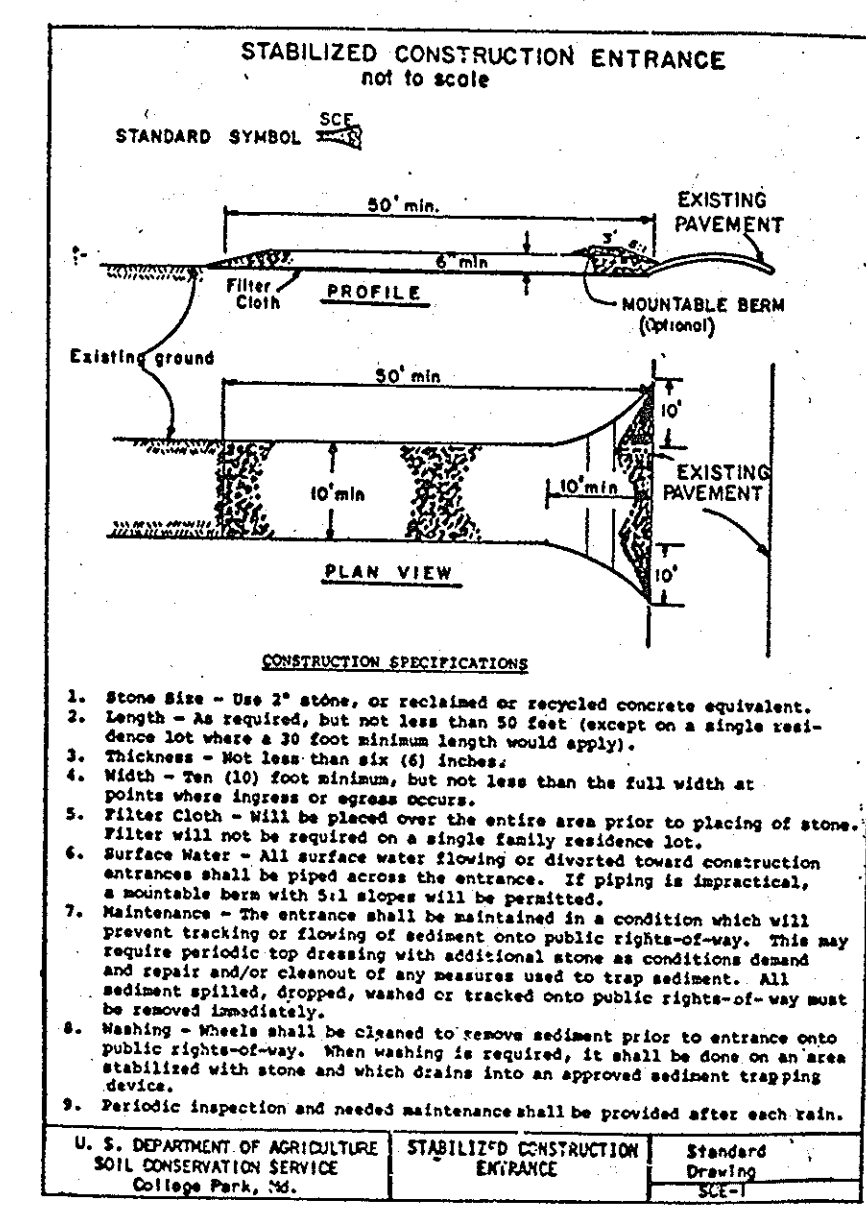 STABILIZED CONSTRUCTION ENTRANCE
not to scale
SCE
STANDARD SYMBOL
50' min.
EXISTING
PAVEMENT
3'
6" min
Filter
Cloth
PROFILE
MOUNTABLE BERM
(Optional)
Existing ground
50' min
10'
EXISTING
PAVEMENT
10' min
10' min
10'
PLAN VIEW
CONSTRUCTION SPECIFICATIONS
1. Stone Size - Use 2" stone, or reclaimed or recycled concrete equivalent.
2. Length - As required, but not less than 50 feet (except on a single resi-
dence lot where a 30 foot minimum length would apply).
3. Thickness - Not less than six (6) inches.
4. Width - Ten (10) foot minimum, but not less than the full width at
points where ingress or egress occurs.
5. Filter Cloth - Will be placed over the entire area prior to placing of stone.
Filter will not be required on a single family residence lot.
6. Surface Water - All surface water flowing or diverted toward construction
entrances shall be piped across the entrance. If piping is impractical,
a mountable berm with 5:1 slopes will be permitted.
7. Maintenance - The entrance shall be maintained in a condition which will
prevent tracking or flowing of sediment onto public rights-of-way. This may
require periodic top dressing with additional stone as conditions demand
and repair and/or cleanout of any measures used to trap sediment. All
sediment spilled, dropped, washed or tracked onto public rights-of-way must
be removed immediately.
8. Washing - Wheels shall be cleaned to remove sediment prior to entrance onto
public rights-of-way. When washing is required, it shall be done on an area
stabilized with stone and which drains into an approved sediment trapping
device.
9. Periodic inspection and needed maintenance shall be provided after each rain.
U. S. DEPARTMENT OF AGRICULTURE
SOIL CONSERVATION SERVICE
College Park, Md.
STABILIZED CONSTRUCTION
ENTRANCE
Standard
Drawing
SCE-1